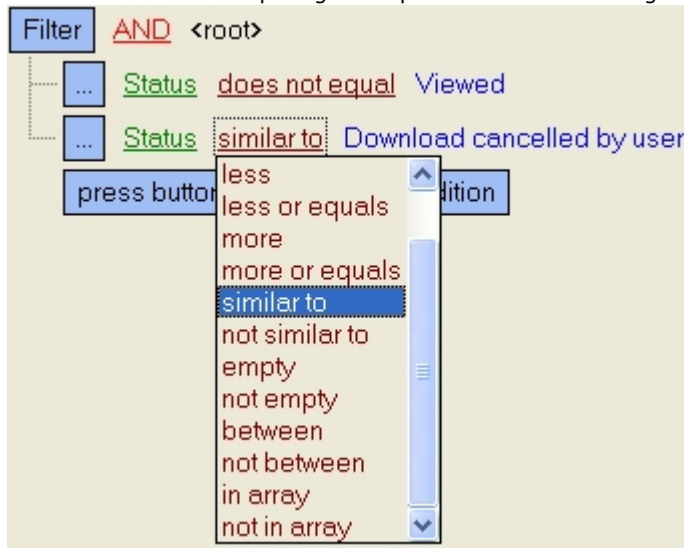 Filter AND <root>
... Status does not equal Viewed
... Status similar to Download cancelled by user
press button dition
less
less or equals
more
more or equals
similar to
not similar to
empty
not empty
between
not between
in array
not in array